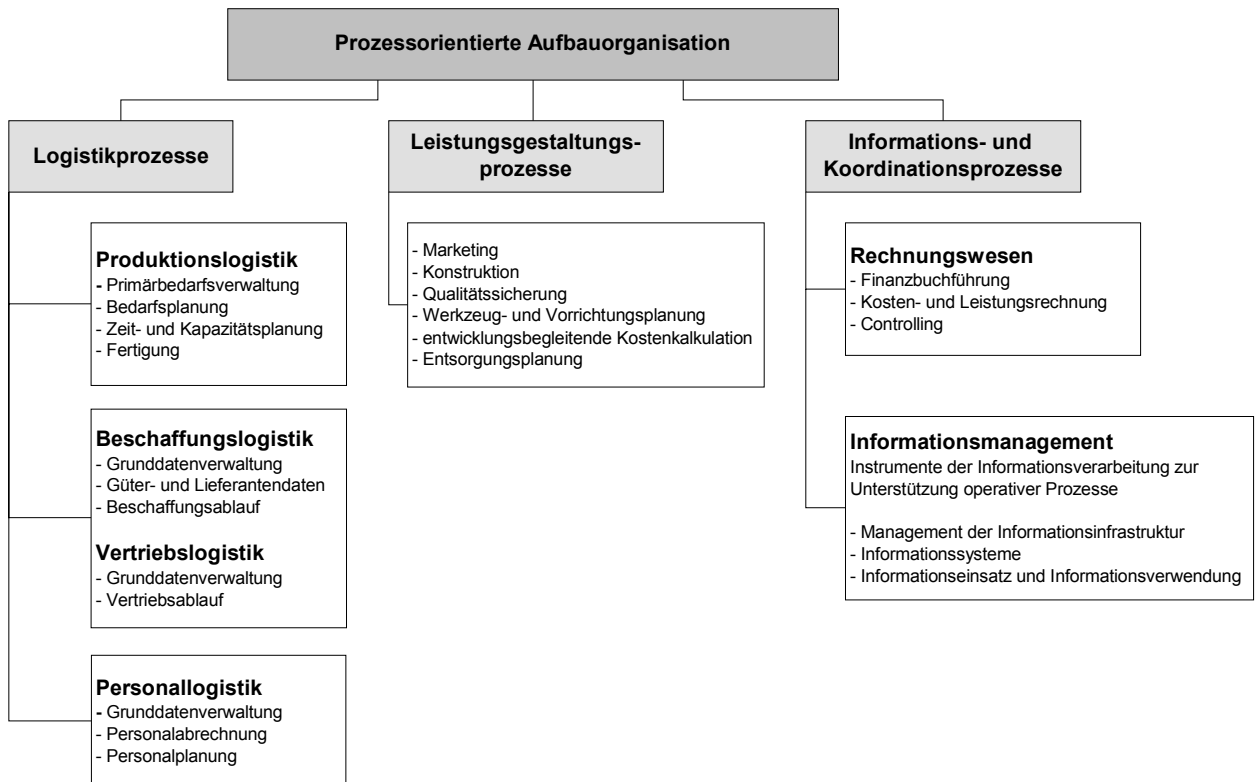 Prozessorientierte Aufbauorganisation
Logistikprozesse
Produktionslogistik
- Primärbedarfsverwaltung
- Bedarfsplanung
- Zeit- und Kapazitätsplanung
- Fertigung
Beschaffungslogistik
- Grunddatenverwaltung
- Güter- und Lieferantendaten
- Beschaffungsablauf
Vertriebslogistik
- Grunddatenverwaltung
- Vertriebsablauf
Personallogistik
- Grunddatenverwaltung
- Personalabrechnung
- Personalplanung
Leistungsgestaltungs-
prozesse
- Marketing
- Konstruktion
- Qualitätssicherung
- Werkzeug- und Vorrichtungsplanung
- entwicklungsbegleitende Kostenkalkulation
- Entsorgungsplanung
Informations- und
Koordinationsprozesse
Rechnungswesen
- Finanzbuchführung
- Kosten- und Leistungsrechnung
- Controlling
Informationsmanagement
Instrumente der Informationsverarbeitung zur
Unterstützung operativer Prozesse
- Management der Informationsinfrastruktur
- Informationssysteme
- Informationseinsatz und Informationsverwendung